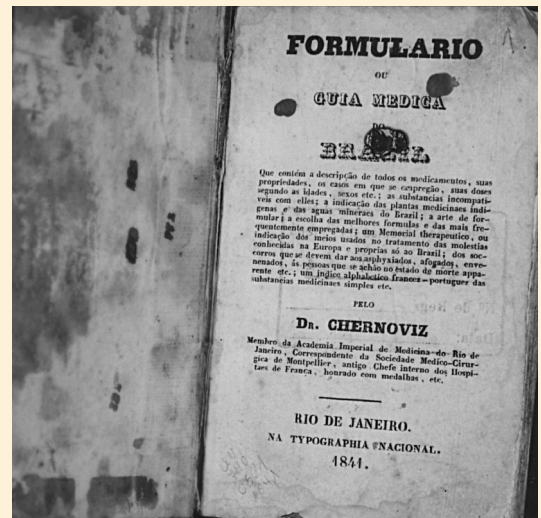 FORMULARIO
OU
GUIA MEDICA
DO
BRAZIL
Que contém a descripção de todos os medicamentos, suas
propriedades, os casos em que se empregão, suas doses
segundo as idades, sexos etc.; as substancias incompati-
veis com elles; a indicação das plantas medicinaes indi-
genas e das aguas mineraes do Brazil; a arte de for-
mular; a escolha das melhores formulas e das mais fre-
quentemente empregadas; um Memorial therapeutico, ou
indicação dos meios usados no tratamento das molestias
conhecidas na Europa e proprias só ao Brazil; dos soc-
corros que se devem dar aos asphyxiados, afogados, enve-
nenados, ás pessoas que se achão no estado de morte appa-
rente etc.; um indice alphabetico francez-portuguez das
substancias medicinaes simples etc.
PELO
DR. CHERNOVIZ
Membro da Academia Imperial de Medicina do Rio de
Janeiro, Correspondente da Sociedade Medico-Cirur-
gica de Montpellier, antigo Chefe interno dos Hospi-
taes de França, honrado com medalhas, etc.
RIO DE JANEIRO.
NA TYPOGRAPHIA NACIONAL.
1841.